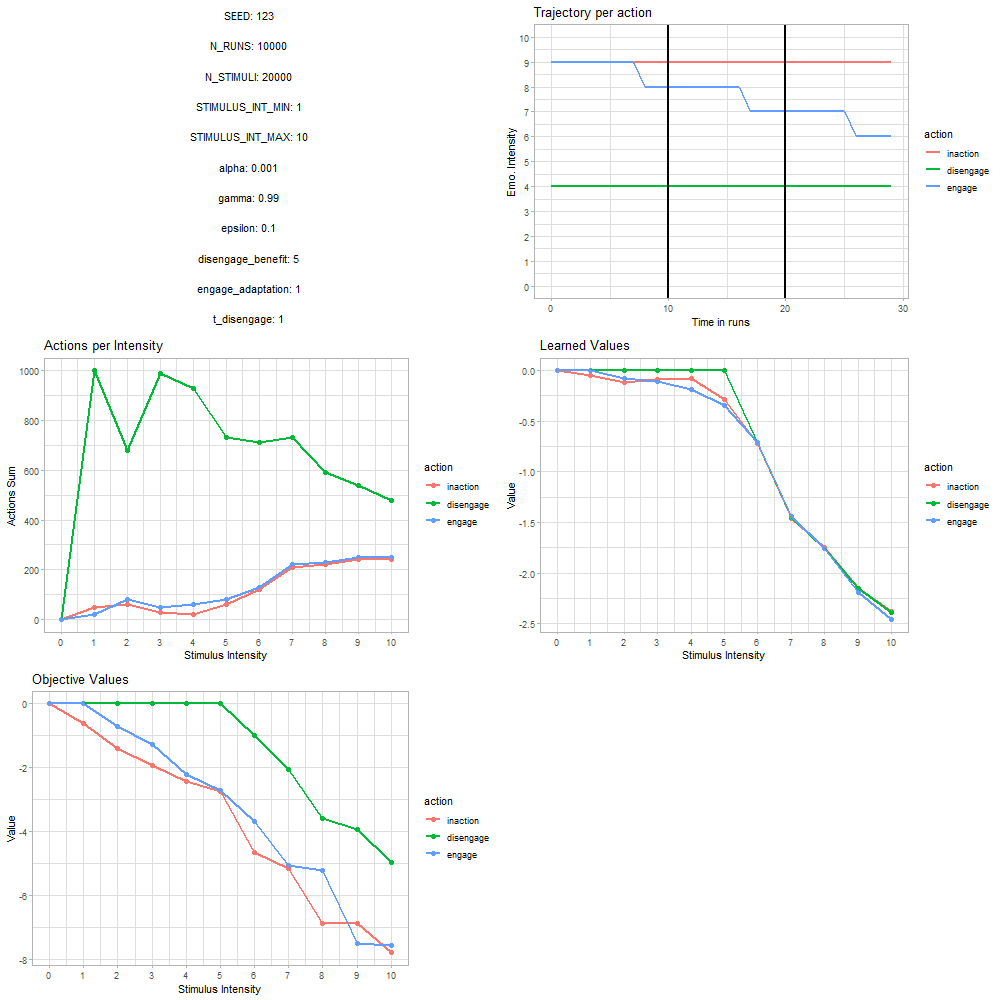 SEED: 123
N_RUNS: 10000
N_STIMULI: 20000
STIMULUS_INT_MIN: 1
STIMULUS_INT_MAX: 10
alpha: 0.001
gamma: 0.99
epsilon: 0.1
disengage_benefit: 5
engage_adaptation: 1
t_disengage: 1
Trajectory per action
Emo. Intensity
10
9
8
7
6
5
4
3
2
1
0
0 10 20 30
Time in runs
action
inaction
disengage
engage
Actions per Intensity
Actions Sum
1000
800
600
400
200
0
0 1 2 3 4 5 6 7 8 9 10
Stimulus Intensity
action
inaction
disengage
engage
Learned Values
Value
0.0
-0.5
-1.0
-1.5
-2.0
-2.5
0 1 2 3 4 5 6 7 8 9 10
Stimulus Intensity
action
inaction
disengage
engage
Objective Values
Value
0
-2
-4
-6
-8
0 1 2 3 4 5 6 7 8 9 10
Stimulus Intensity
action
inaction
disengage
engage